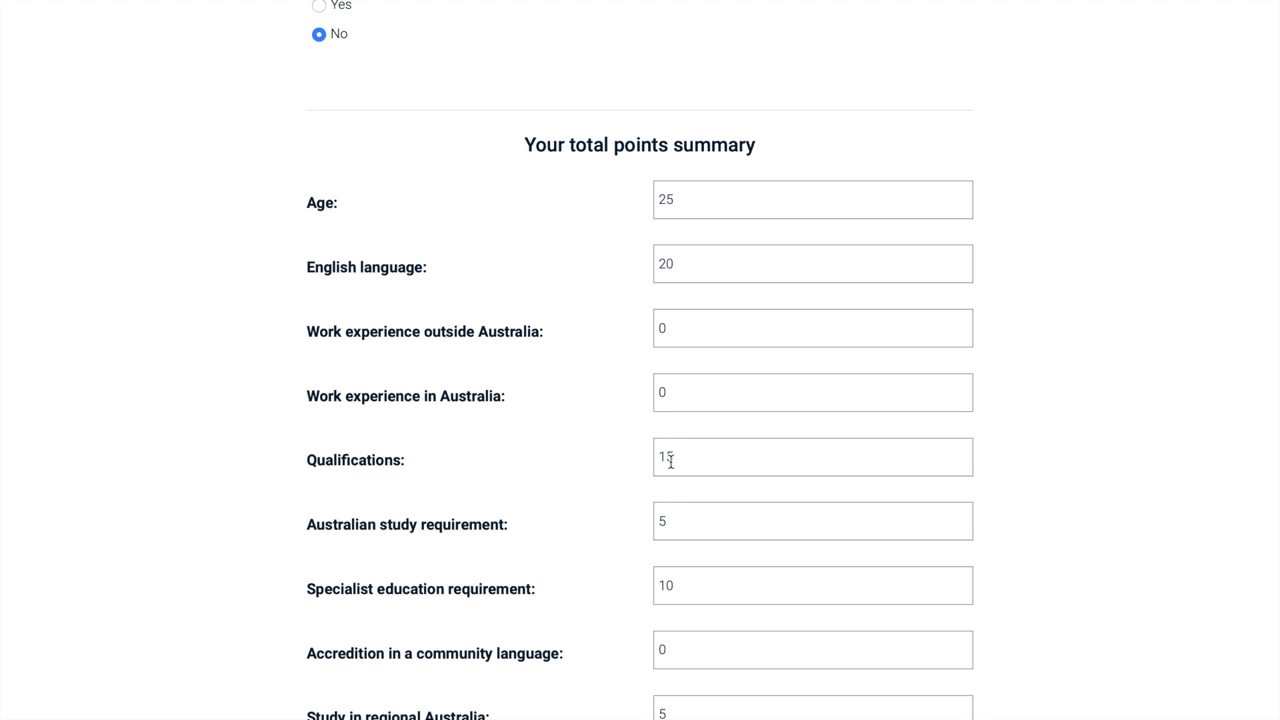 Yes
No
Your total points summary
Age: 25
English language: 20
Work experience outside Australia: 0
Work experience in Australia: 0
Qualifications: 15
Australian study requirement: 5
Specialist education requirement: 10
Accredition in a community language: 0
Study in regional Australia: 5